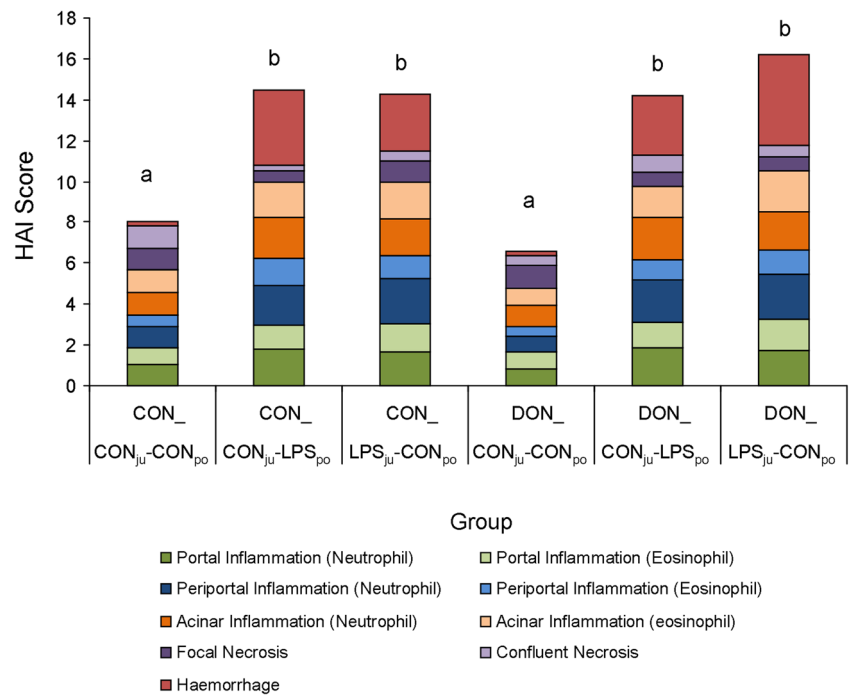 18
16
14
12
10
8
6
4
2
0
HAI Score
a
b
b
a
b
b
CON_ CON_ CON_ DON_ DON_ DON_
CONju-CONpo CONju-LPSpo LPSju-CONpo CONju-CONpo CONju-LPSpo LPSju-CONpo
Group
Portal Inflammation (Neutrophil) Portal Inflammation (Eosinophil)
Periportal Inflammation (Neutrophil) Periportal Inflammation (Eosinophil)
Acinar Inflammation (Neutrophil) Acinar Inflammation (eosinophil)
Focal Necrosis Confluent Necrosis
Haemorrhage